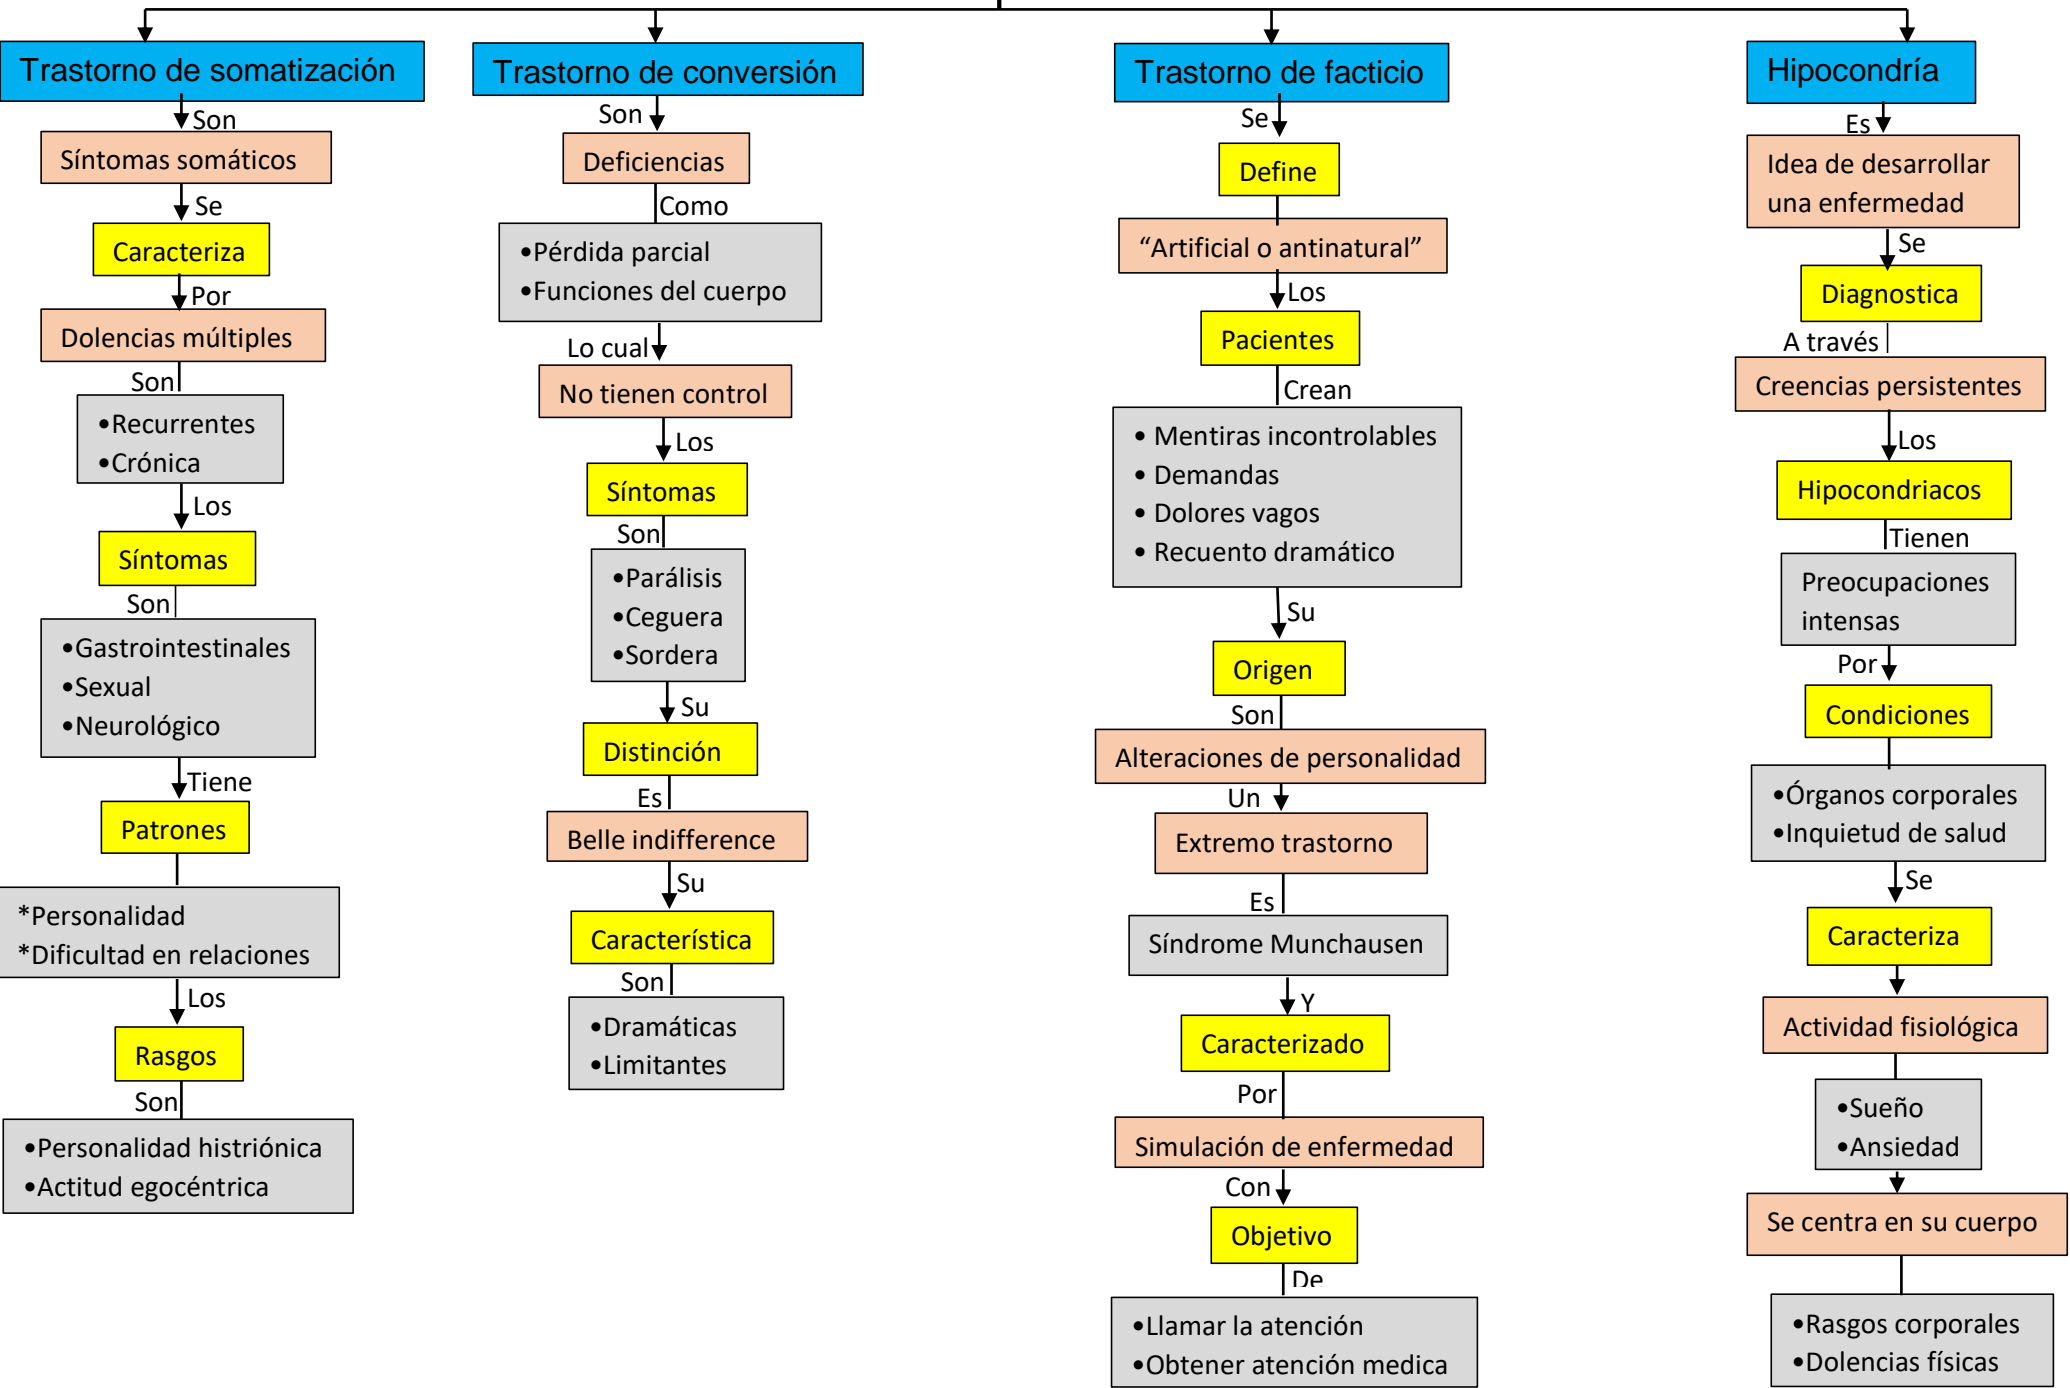 Trastorno de somatización
Son
Síntomas somáticos
Se
Caracteriza
Por
Dolencias múltiples
Son
•Recurrentes
•Crónica
Los
Síntomas
Son
•Gastrointestinales
•Sexual
•Neurológico
Tiene
Patrones
*Personalidad
*Dificultad en relaciones
Los
Rasgos
Son
•Personalidad histriónica
•Actitud egocéntrica
Trastorno de conversión
Son
Deficiencias
Como
•Pérdida parcial
•Funciones del cuerpo
Lo cual
No tienen control
Los
Síntomas
Son
•Parálisis
•Ceguera
•Sordera
Su
Distinción
Es
Belle indifference
Su
Característica
Son
•Dramáticas
•Limitantes
Trastorno de facticio
Se
Define
“Artificial o antinatural”
Los
Pacientes
Crean
• Mentiras incontrolables
• Demandas
• Dolores vagos
• Recuento dramático
Su
Origen
Son
Alteraciones de personalidad
Un
Extremo trastorno
Es
Síndrome Munchausen
Y
Caracterizado
Por
Simulación de enfermedad
Con
Objetivo
De
•Llamar la atención
•Obtener atención medica
Hipocondría
Es
Idea de desarrollar
una enfermedad
Se
Diagnostica
A través
Creencias persistentes
Los
Hipocondriacos
Tienen
Preocupaciones
intensas
Por
Condiciones
•Órganos corporales
•Inquietud de salud
Se
Caracteriza
Actividad fisiológica
•Sueño
•Ansiedad
Se centra en su cuerpo
•Rasgos corporales
•Dolencias físicas